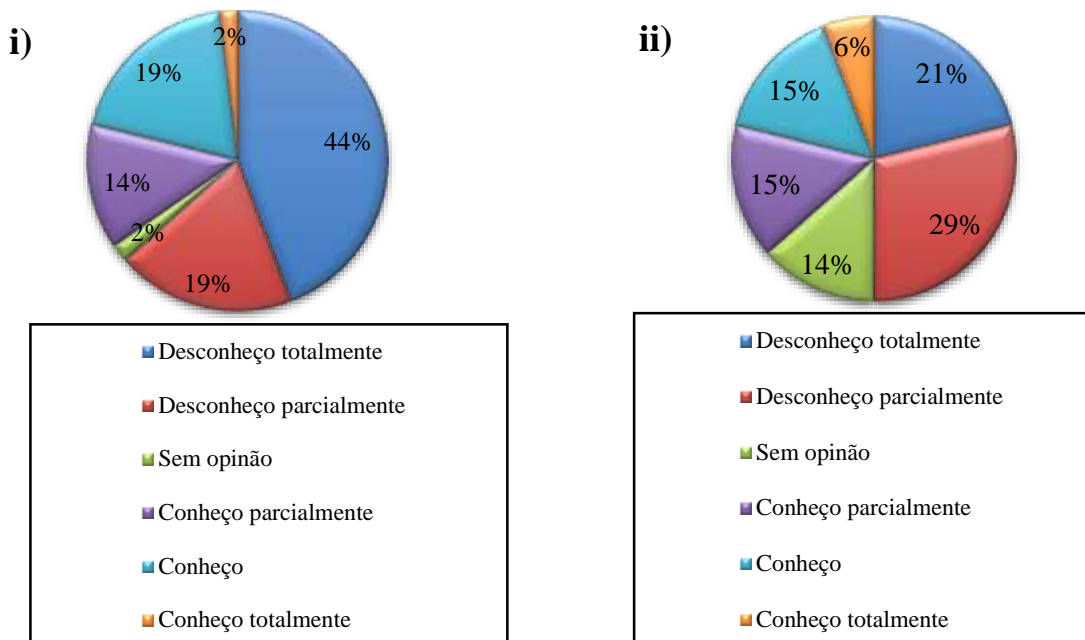 i)
2%
19%
44%
14%
2%
19%
Desconheço totalmente
Desconheço parcialmente
Sem opinão
Conheço parcialmente
Conheço
Conheço totalmente
ii)
6%
21%
15%
15%
29%
14%
Desconheço totalmente
Desconheço parcialmente
Sem opinão
Conheço parcialmente
Conheço
Conheço totalmente